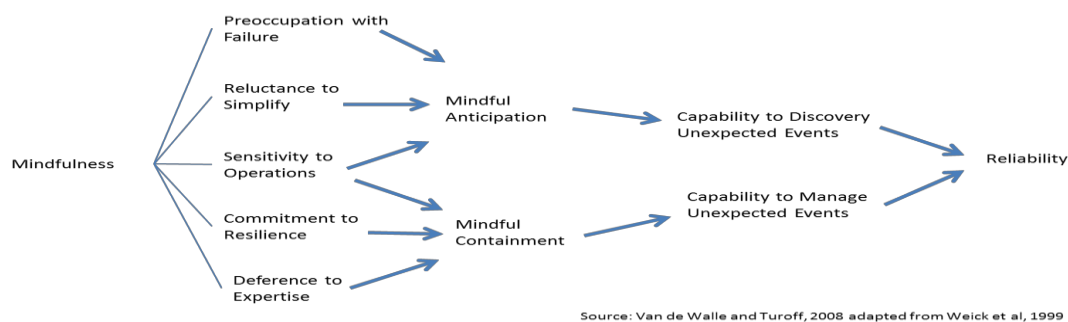 Preoccupation with
Failure
Reluctance to
Simplify
Mindful
Anticipation
Capability to Discovery
Unexpected Events
Mindfulness
Sensitivity to
Operations
Reliability
Capability to Manage
Unexpected Events
Commitment to
Resilience
Mindful
Containment
Deference to
Expertise
Source: Van de Walle and Turoff, 2008 adapted from Weick et al, 1999